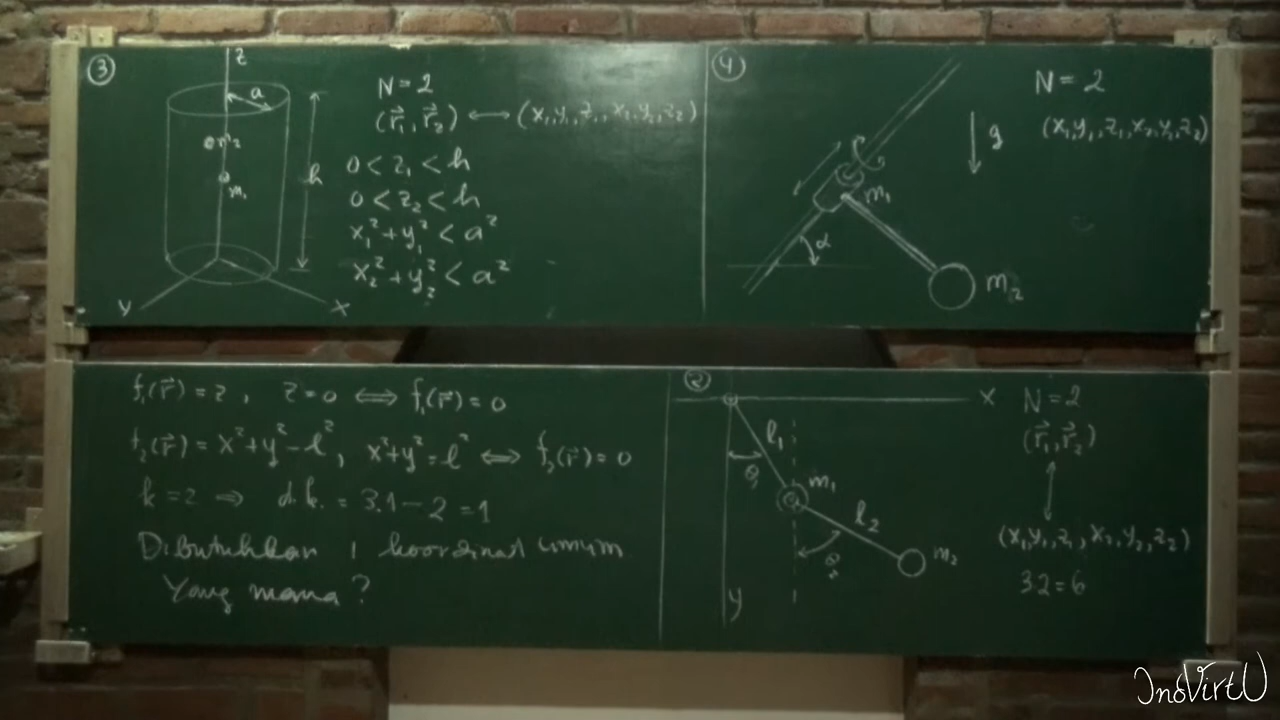 ③
z
a
m₂
m₁
h
Y
X
N = 2
(r⃗₁, r⃗₂) ⟷ (x₁,y₁,z₁,x₂,y₂,z₂)
0 < z₁ < h
0 < z₂ < h
x₁² + y₁² < a²
x₂² + y₂² < a²
④
m₁
α
m₂
g
N = 2
(x₁,y₁,z₁,x₂,y₂,z₂)
f₁(r⃗) = z , z = 0 ⟺ f₁(r⃗) = 0
f₂(r⃗) = x² + y² − l² , x² + y² = l² ⟺ f₂(r⃗) = 0
k = 2 ⇒ d.k. = 3.1 − 2 = 1
Dibutuhkan 1 koordinat umum
Yang mana ?
②
X
l₁
θ₁
m₁
l₂
θ₂
m₂
y
N = 2
(r⃗₁, r⃗₂)
(x₁,y₁,z₁,x₂,y₂,z₂)
3.2 = 6
InoVirtU